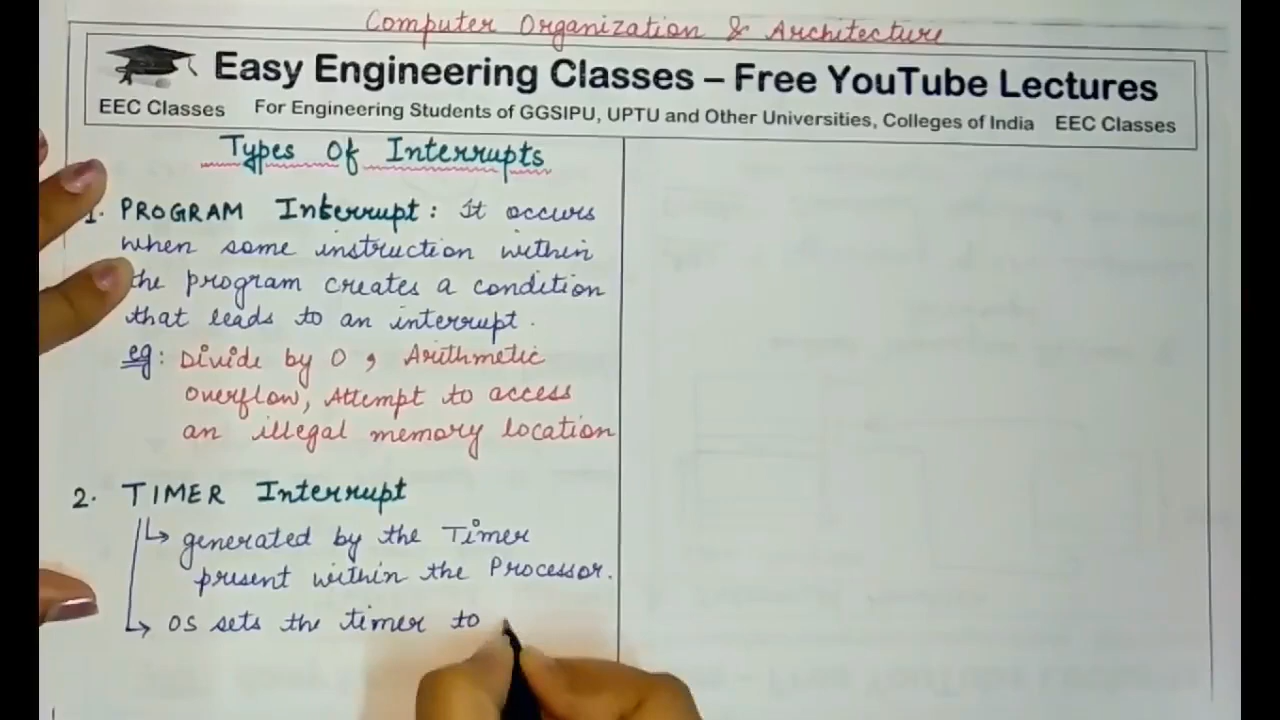 Computer Organization & Architecture
Easy Engineering Classes – Free YouTube Lectures
EEC Classes For Engineering Students of GGSIPU, UPTU and Other Universities, Colleges of India EEC Classes
Types Of Interrupts
1. PROGRAM Interrupt: It occurs
when some instruction within
the program creates a condition
that leads to an interrupt.
eg: Divide by 0, Arithmetic
overflow, Attempt to access
an illegal memory location
2. TIMER Interrupt
↳ generated by the Timer
present within the Processor.
↳ OS sets the timer to